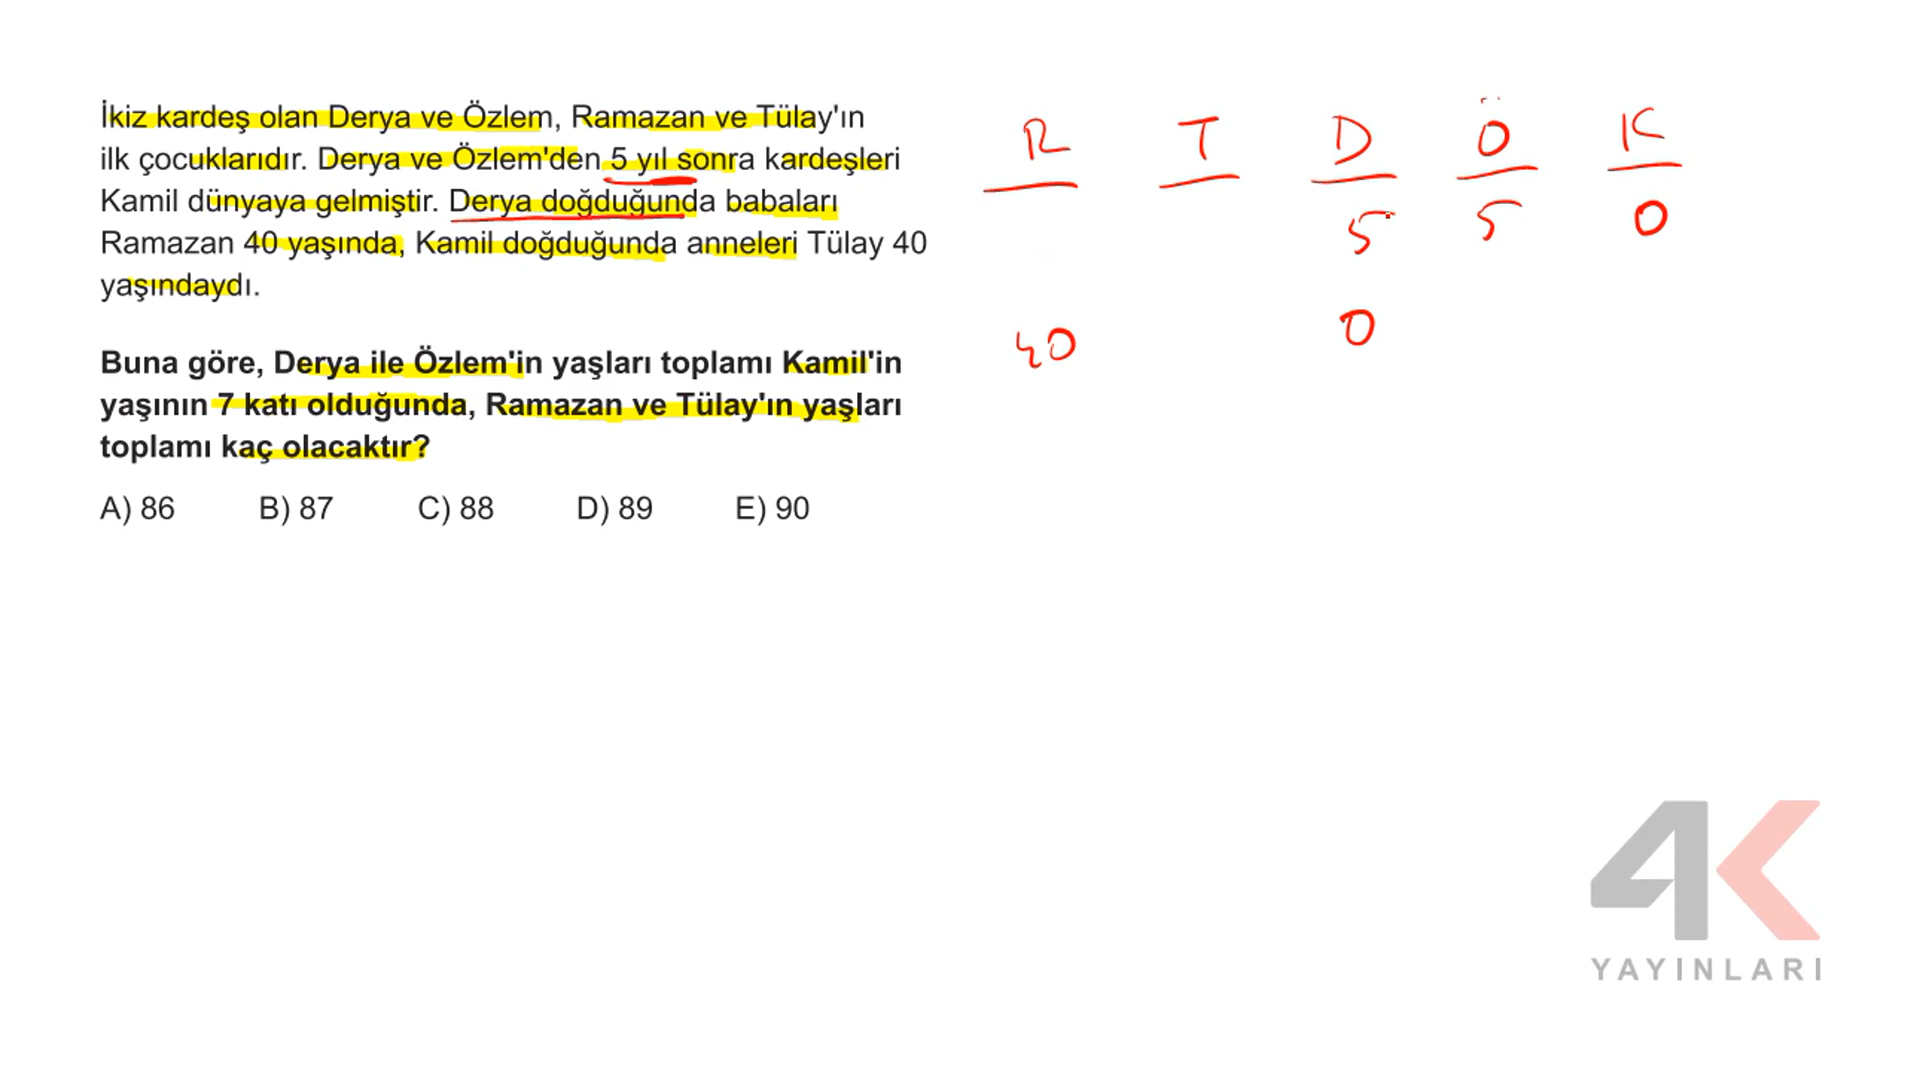 İkiz kardeş olan Derya ve Özlem, Ramazan ve Tülay'ın
ilk çocuklarıdır. Derya ve Özlem'den 5 yıl sonra kardeşleri
Kamil dünyaya gelmiştir. Derya doğduğunda babaları
Ramazan 40 yaşında, Kamil doğduğunda anneleri Tülay 40
yaşındaydı.
Buna göre, Derya ile Özlem'in yaşları toplamı Kamil'in
yaşının 7 katı olduğunda, Ramazan ve Tülay'ın yaşları
toplamı kaç olacaktır?
A) 86 B) 87 C) 88 D) 89 E) 90
R T D Ö K
5 5 0
40 0
4K
YAYINLARI